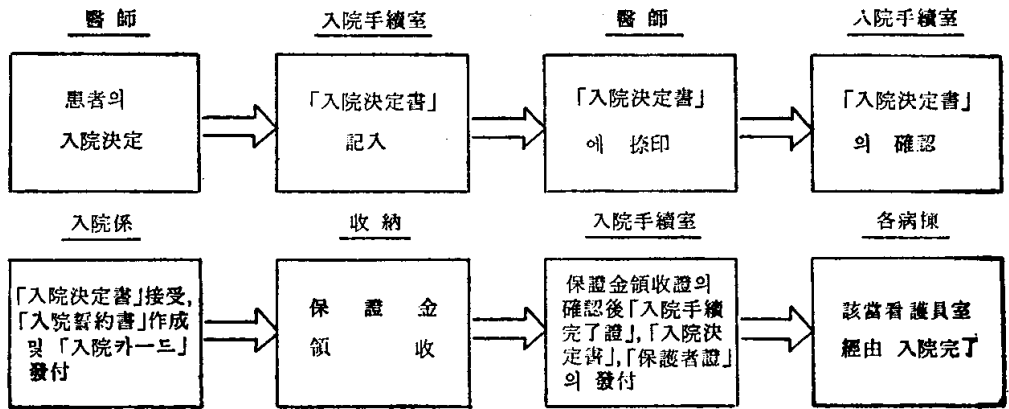 醫師
患者의
入院決定
入院手續室
「入院決定書」
記入
醫師
「入院決定書」
에 捺印
入院手續室
「入院決定書」
의 確認
入院係
「入院決定書」接受,
「入院誓約書」作成
및 「入院카ー드」
發付
收納
保證金
領收
入院手續室
保證金領收證의
確認後「入院手續
完了證」,「入院決
定書」,「保護者證」
의 發付
各病棟
該當看護員室
經由 入院完了